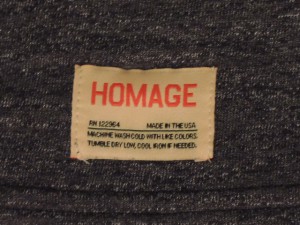 HOMAGE
RN 122964 MADE IN THE USA
MACHINE WASH COLD WITH LIKE COLORS.
TUMBLE DRY LOW, COOL IRON IF NEEDED.